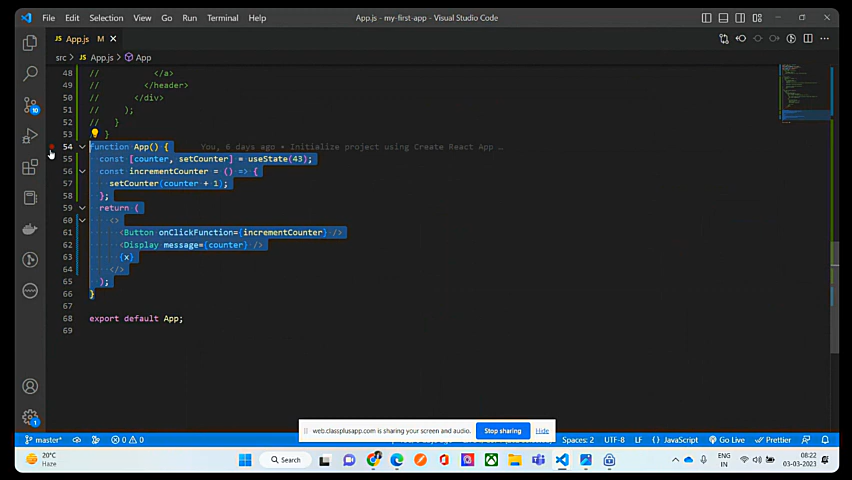 File Edit Selection View Go Run Terminal Help
App.js - my-first-app - Visual Studio Code
App.js M
src > App.js > App
48 // </a>
49 // </header>
50 // </div>
51 // );
52 // }
53 // }
54 function App() {
You, 6 days ago • Initialize project using Create React App …
55 const [counter, setCounter] = useState(43);
56 const incrementCounter = () => {
57 setCounter(counter + 1);
58 };
59 return (
60 <>
61 <Button onClickFunction={incrementCounter} />
62 <Display message={counter} />
63 {x}
64 </>
65 );
66 }
67
68 export default App;
69
10
1
web.classplusapp.com is sharing your screen and audio.
Stop sharing
Hide
master*
0 0
Spaces: 2
UTF-8
LF
JavaScript
Go Live
Prettier
20°C
Haze
Search
ENG
IN
08:22
03-03-2023